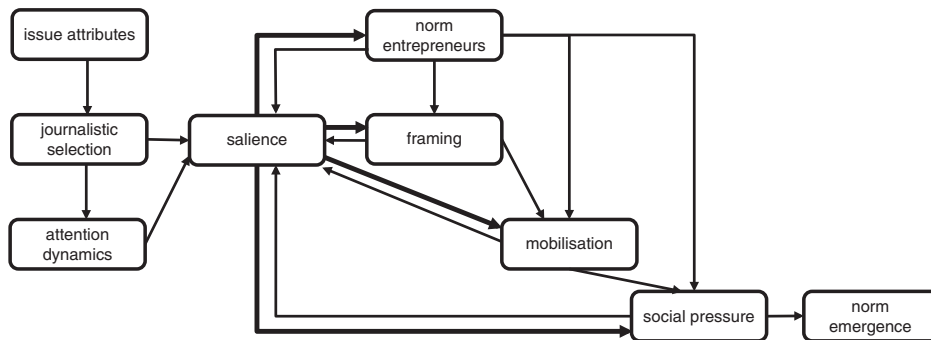 issue attributes
norm
entrepreneurs
journalistic
selection
salience
framing
attention
dynamics
mobilisation
social pressure
norm
emergence